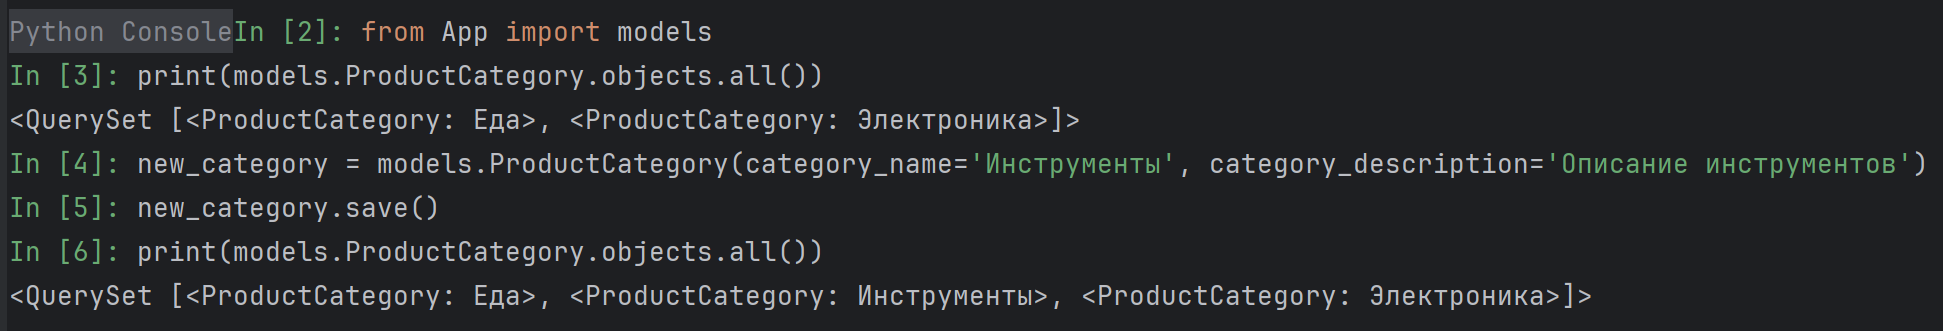 Python ConsoleIn [2]: from App import models
In [3]: print(models.ProductCategory.objects.all())
<QuerySet [<ProductCategory: Еда>, <ProductCategory: Электроника>]>
In [4]: new_category = models.ProductCategory(category_name='Инструменты', category_description='Описание инструментов')
In [5]: new_category.save()
In [6]: print(models.ProductCategory.objects.all())
<QuerySet [<ProductCategory: Еда>, <ProductCategory: Инструменты>, <ProductCategory: Электроника>]>